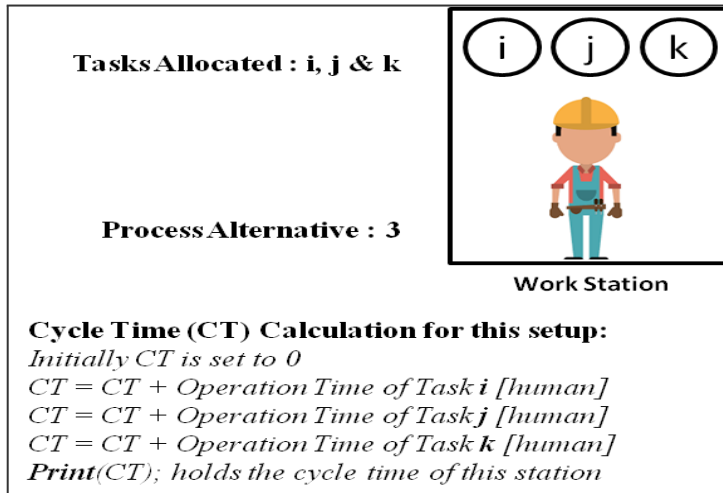 Tasks Allocated : i, j & k
i j k
Process Alternative : 3
Work Station
Cycle Time (CT) Calculation for this setup:
Initially CT is set to 0
CT = CT + Operation Time of Task i [human]
CT = CT + Operation Time of Task j [human]
CT = CT + Operation Time of Task k [human]
Print(CT); holds the cycle time of this station